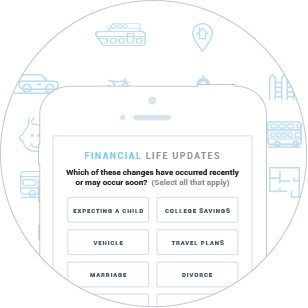 FINANCIAL LIFE UPDATES
Which of these changes have occurred recently
or may occur soon? (Select all that apply)
EXPECTING A CHILD COLLEGE SAVINGS
VEHICLE TRAVEL PLANS
MARRIAGE DIVORCE